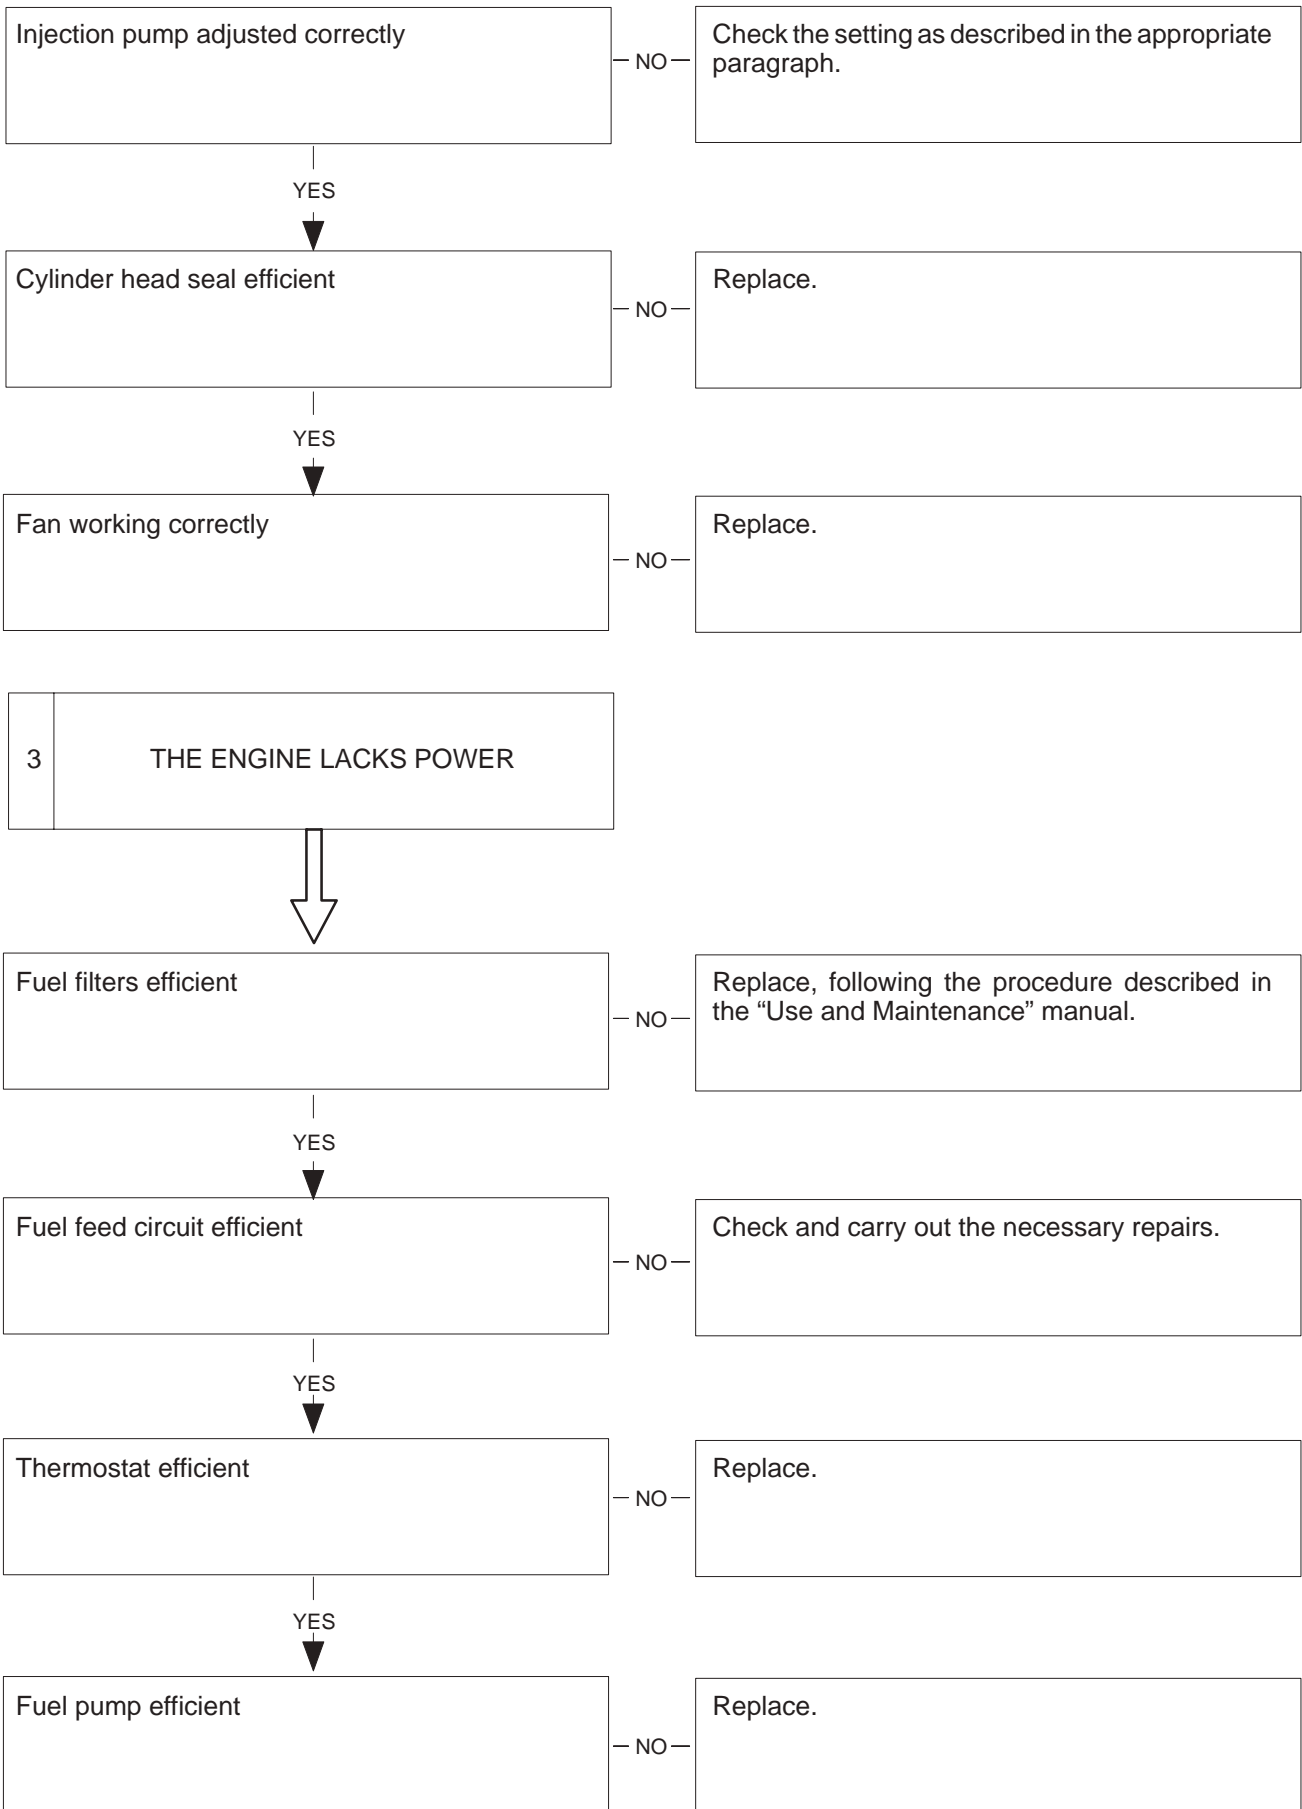 Injection pump adjusted correctly
NO
Check the setting as described in the appropriate
paragraph.
YES
Cylinder head seal efficient
NO
Replace.
YES
Fan working correctly
NO
Replace.
3
THE ENGINE LACKS POWER
Fuel filters efficient
NO
Replace, following the procedure described in
the “Use and Maintenance” manual.
YES
Fuel feed circuit efficient
NO
Check and carry out the necessary repairs.
YES
Thermostat efficient
NO
Replace.
YES
Fuel pump efficient
NO
Replace.